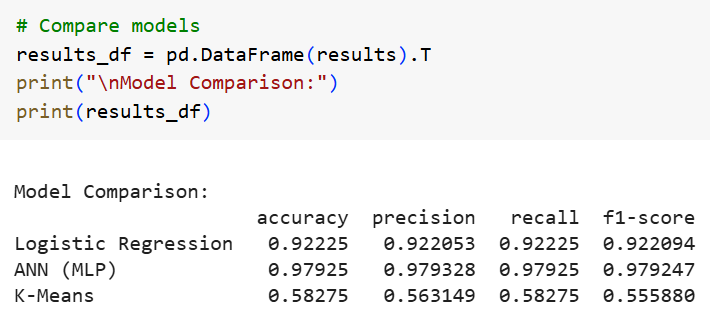 # Compare models
results_df = pd.DataFrame(results).T
print("\nModel Comparison:")
print(results_df)
Model Comparison:
accuracy precision recall f1-score
Logistic Regression 0.92225 0.922053 0.92225 0.922094
ANN (MLP) 0.97925 0.979328 0.97925 0.979247
K-Means 0.58275 0.563149 0.58275 0.555880